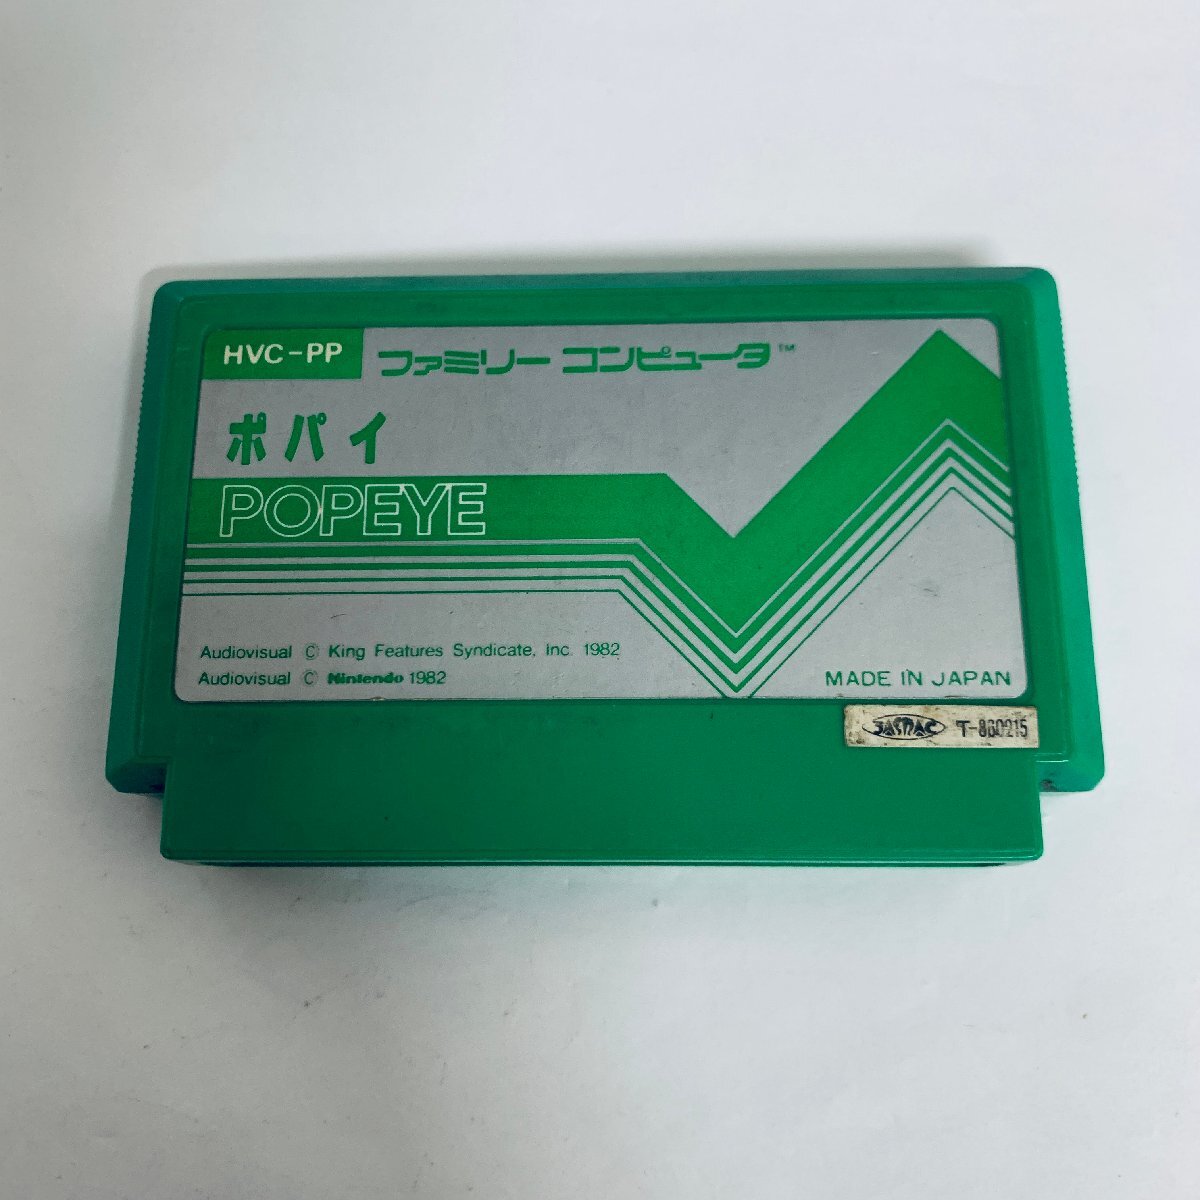 HVC-PP
ファミリー コンピュータ™
ポパイ
POPEYE
Audiovisual © King Features Syndicate, Inc. 1982
Audiovisual © Nintendo 1982
MADE IN JAPAN
JASRAC T-860215